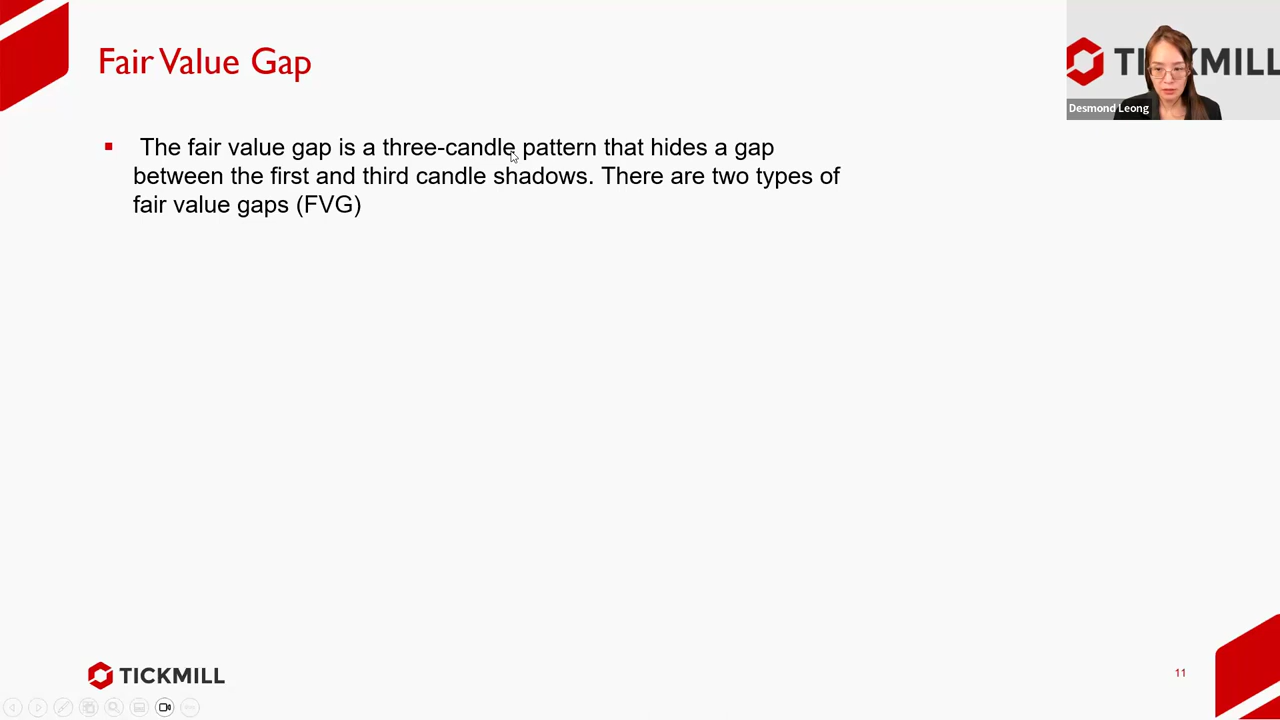 Fair Value Gap
TICKMILL
Desmond Leong
The fair value gap is a three-candle pattern that hides a gap
between the first and third candle shadows. There are two types of
fair value gaps (FVG)
TICKMILL
11